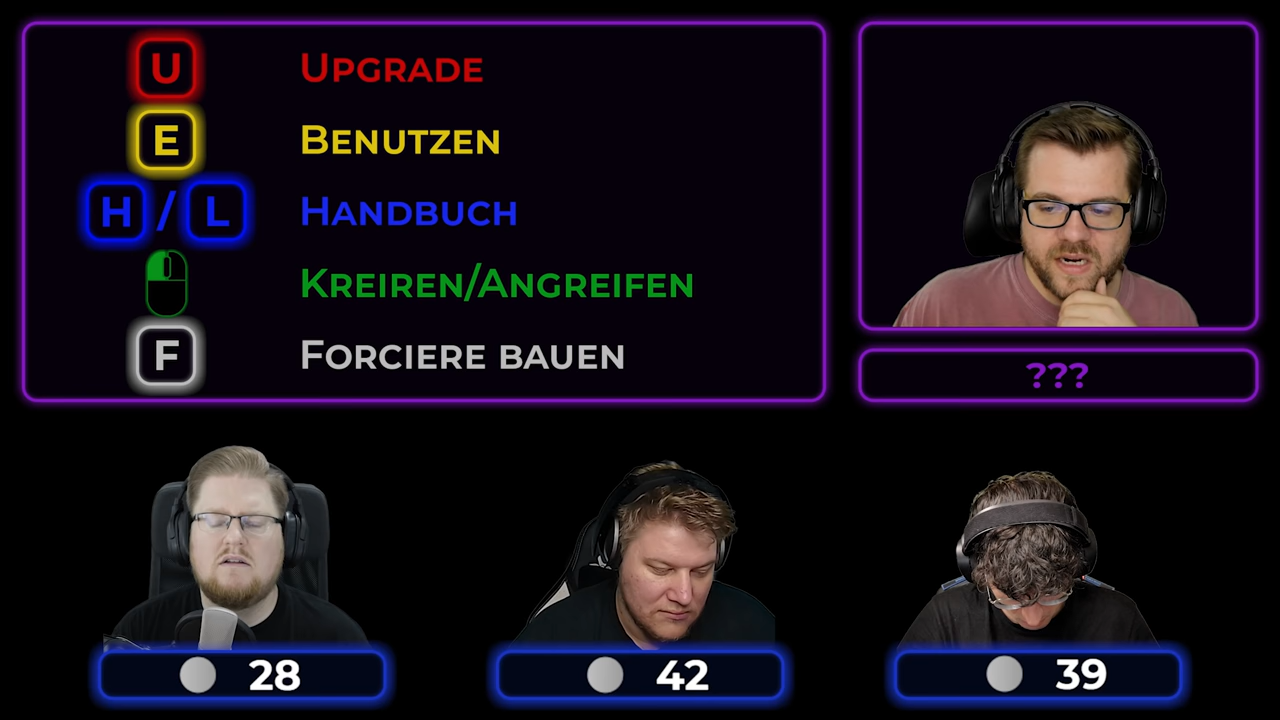 U UPGRADE
E BENUTZEN
H / L HANDBUCH
KREIREN/ANGREIFEN
F FORCIERE BAUEN
???
28
42
39